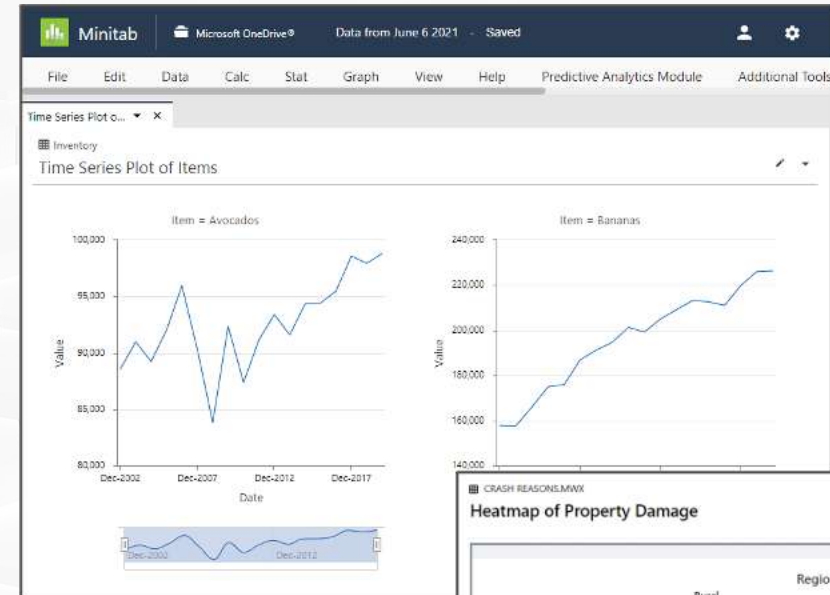 Minitab
Microsoft OneDrive®
Data from June 6 2021 - Saved
File Edit Data Calc Stat Graph View Help Predictive Analytics Module Additional Tools
Time Series Plot o...
Inventory
Time Series Plot of Items
Item = Avocados
100,000
95,000
90,000
85,000
80,000
Value
Dec-2002 Dec-2007 Dec-2012 Dec-2017
Date
Dec-2002 Dec-2012
Item = Bananas
240,000
220,000
200,000
180,000
160,000
140,000
Value
CRASH REASONS.MWX
Heatmap of Property Damage